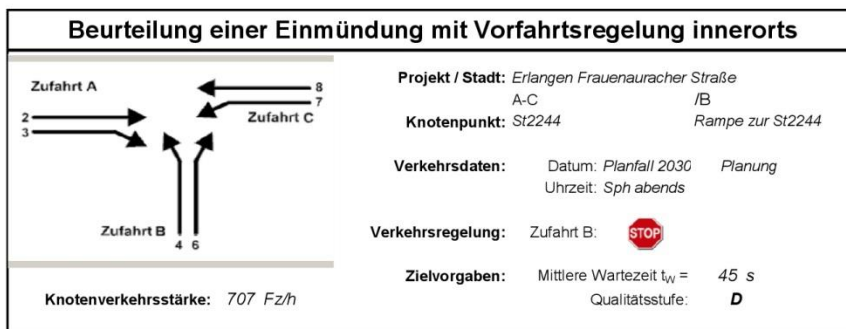 Beurteilung einer Einmündung mit Vorfahrtsregelung innerorts
Zufahrt A
8
7
Zufahrt C
2
3
Zufahrt B
4 6
Knotenverkehrsstärke: 707 Fz/h
Projekt / Stadt: Erlangen Frauenauracher Straße
A-C /B
Knotenpunkt: St2244 Rampe zur St2244
Verkehrsdaten: Datum: Planfall 2030 Planung
Uhrzeit: Sph abends
Verkehrsregelung: Zufahrt B: STOP
Zielvorgaben: Mittlere Wartezeit tW = 45 s
Qualitätsstufe: D